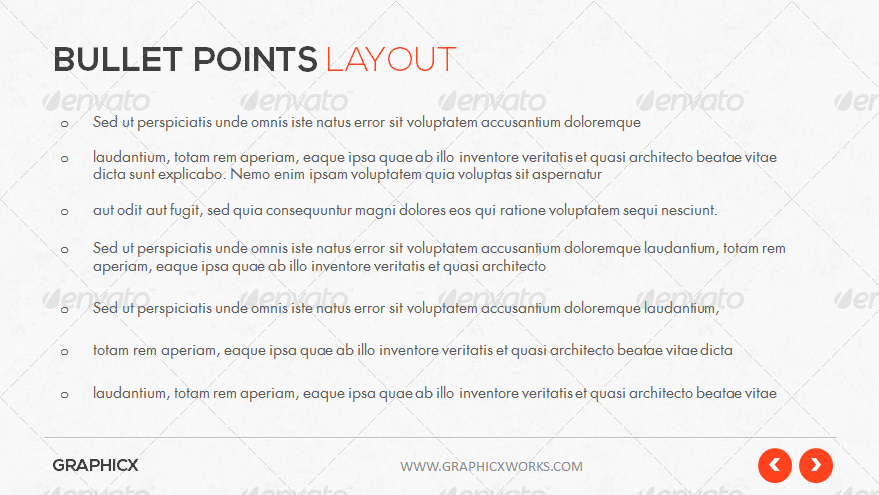 BULLET POINTS LAYOUT
o Sed ut perspiciatis unde omnis iste natus error sit voluptatem accusantium doloremque
o laudantium, totam rem aperiam, eaque ipsa quae ab illo inventore veritatis et quasi architecto beatae vitae
dicta sunt explicabo. Nemo enim ipsam voluptatem quia voluptas sit aspernatur
o aut odit aut fugit, sed quia consequuntur magni dolores eos qui ratione voluptatem sequi nesciunt.
o Sed ut perspiciatis unde omnis iste natus error sit voluptatem accusantium doloremque laudantium, totam rem
aperiam, eaque ipsa quae ab illo inventore veritatis et quasi architecto
o Sed ut perspiciatis unde omnis iste natus error sit voluptatem accusantium doloremque laudantium,
o totam rem aperiam, eaque ipsa quae ab illo inventore veritatis et quasi architecto beatae vitae dicta
o laudantium, totam rem aperiam, eaque ipsa quae ab illo inventore veritatis et quasi architecto beatae vitae
GRAPHICX WWW.GRAPHICXWORKS.COM
envato envato envato envato
envato envato envato envato